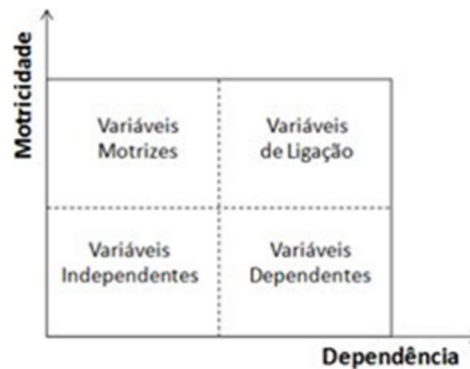 Motricidade
Variáveis
Motrizes
Variáveis
de Ligação
Variáveis
Independentes
Variáveis
Dependentes
Dependência